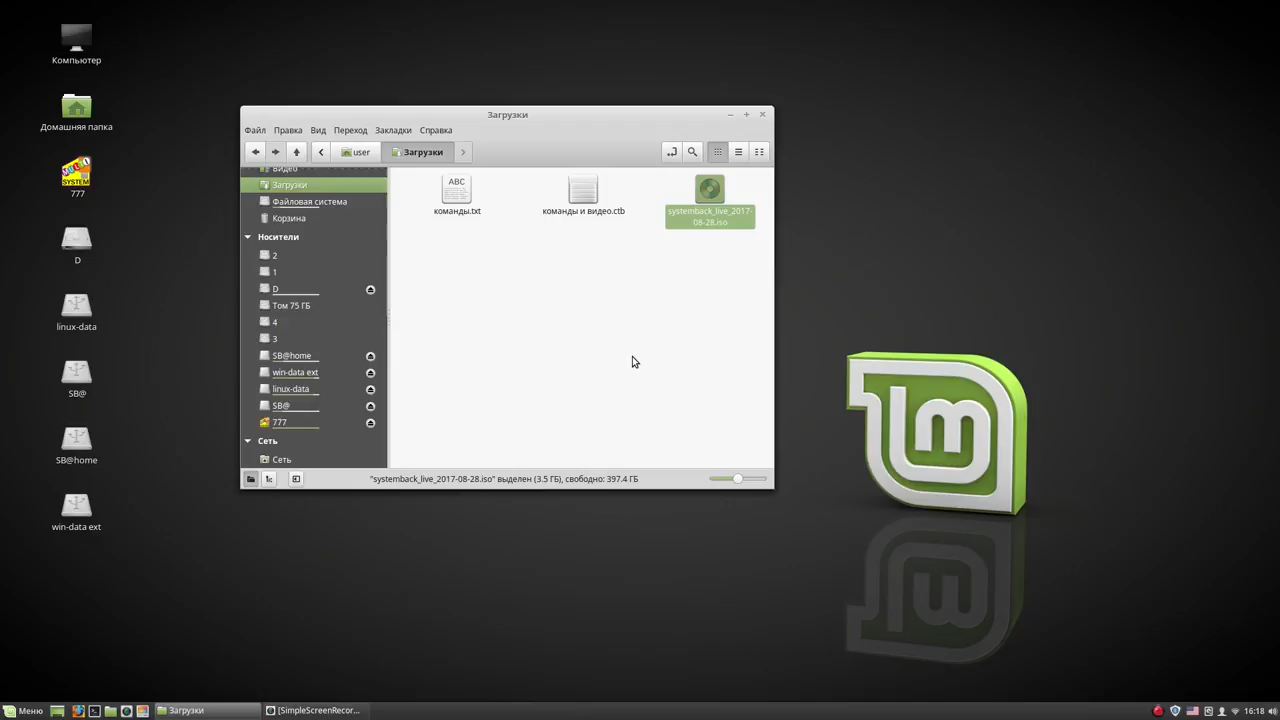 Компьютер
Домашняя папка
MULTI
SYSTEM
777
D
linux-data
SB@
SB@home
win-data ext
Загрузки
Файл Правка Вид Переход Закладки Справка
user Загрузки
Видео
Загрузки
Файловая система
Корзина
Носители
2
1
D
Том 75 ГБ
4
3
SB@home
win-data ext
linux-data
SB@
777
Сеть
Сеть
ABC
команды.txt
команды и видео.ctb
systemback_live_2017-
08-28.iso
"systemback_live_2017-08-28.iso" выделен (3.5 ГБ), свободно: 397.4 ГБ
Меню
Загрузки
[SimpleScreenRecor...
16:18